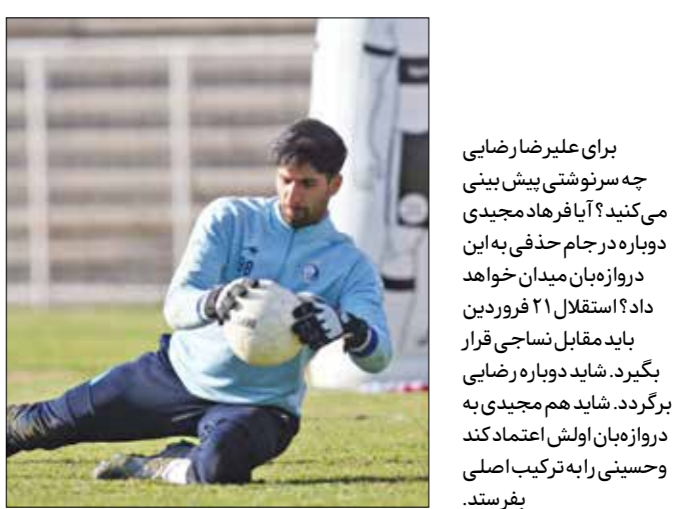 برای علیرضا رضایی
چه سرنوشتی پیش بینی
می‌کنید؟ آیا فرهاد مجیدی
دوباره در جام حذفی به این
دروازه‌بان میدان خواهد
داد؟ استقلال ۲۱ فروردین
باید مقابل نساجی قرار
بگیرد. شاید دوباره رضایی
برگردد. شاید هم مجیدی به
دروازه‌بان اولش اعتماد کند
و حسینی را به ترکیب اصلی
بفرستد.